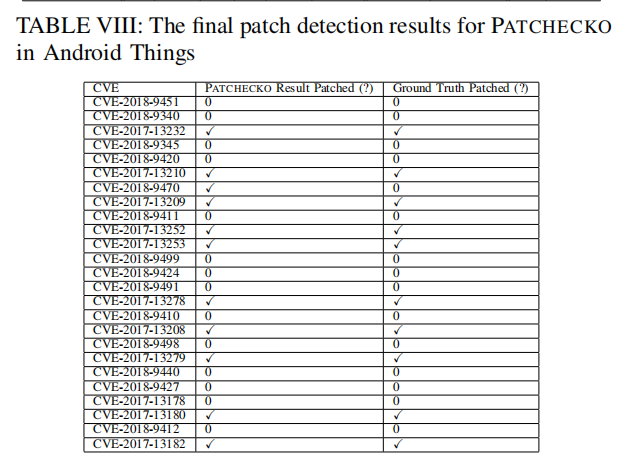 TABLE VIII: The final patch detection results for PATCHECKO
in Android Things
CVE PATCHECKO Result Patched (?) Ground Truth Patched (?)
CVE-2018-9451 0 0
CVE-2018-9340 0 0
CVE-2017-13232 ✓ ✓
CVE-2018-9345 0 0
CVE-2018-9420 0 0
CVE-2017-13210 ✓ ✓
CVE-2018-9470 ✓ 0
CVE-2017-13209 ✓ ✓
CVE-2018-9411 0 0
CVE-2017-13252 ✓ ✓
CVE-2017-13253 ✓ ✓
CVE-2018-9499 0 0
CVE-2018-9424 0 0
CVE-2018-9491 0 0
CVE-2017-13278 ✓ ✓
CVE-2018-9410 0 0
CVE-2017-13208 ✓ ✓
CVE-2018-9498 0 0
CVE-2017-13279 ✓ ✓
CVE-2018-9440 0 0
CVE-2018-9427 0 0
CVE-2017-13178 0 0
CVE-2017-13180 ✓ ✓
CVE-2018-9412 0 0
CVE-2017-13182 ✓ ✓